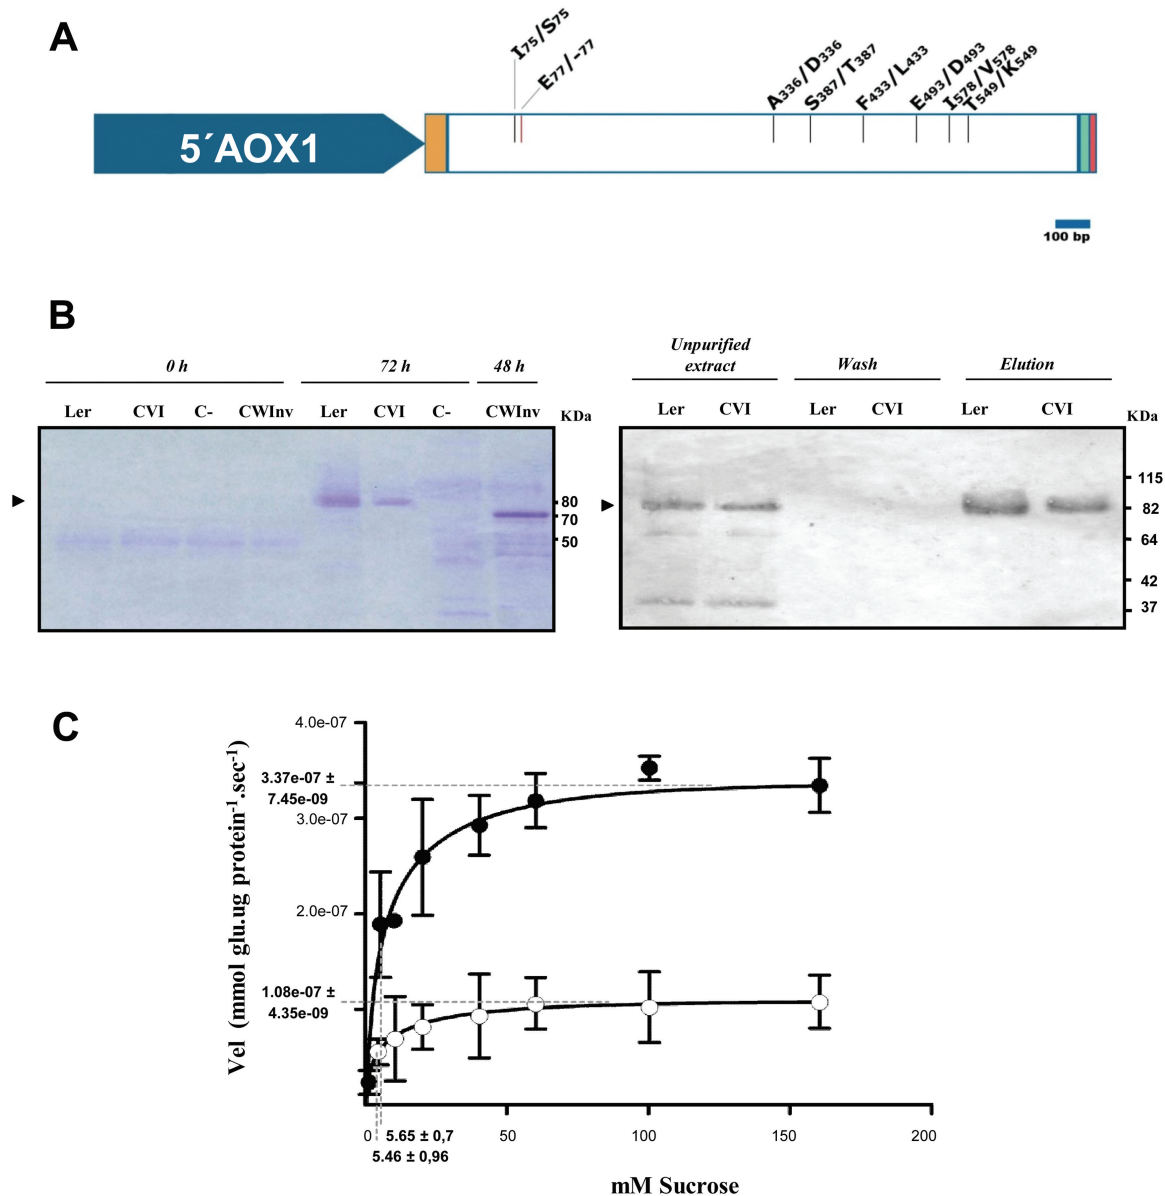 A
I75/S75
E77/-77
A336/D336
S387/T387
F433/L433
E493/D493
I578/V578
T549/K549
5´AOX1
100 bp
B
0 h 72 h 48 h
Ler CVI C- CWInv Ler CVI C- CWInv KDa
80
70
50
Unpurified
extract
Wash Elution
Ler CVI Ler CVI Ler CVI KDa
115
82
64
42
37
C
Vel (mmol glu.ug protein-1.sec-1)
4.0e-07
3.37e-07 ±
7.45e-09
3.0e-07
2.0e-07
1.08e-07 ±
4.35e-09
0 50 100 150 200
5.65 ± 0,7
5.46 ± 0,96
mM Sucrose